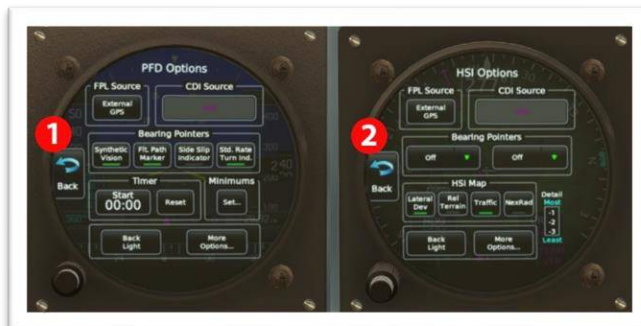 PFD Options
FPL Source
CDI Source
External
GPS
1
Bearing Pointers
Synthetic
Vision
Flt. Path
Marker
Side Slip
Indicator
Std. Rate
Turn Ind.
Back
Timer
Minimums
Start
00:00
Reset
Set...
Back
Light
More
Options...
HSI Options
FPL Source
CDI Source
External
GPS
2
Bearing Pointers
Off
Off
Back
HSI Map
Lateral
Dev
Rel
Terrain
Traffic
NexRad
Detail
Most
-1
-2
-3
Least
Back
Light
More
Options...